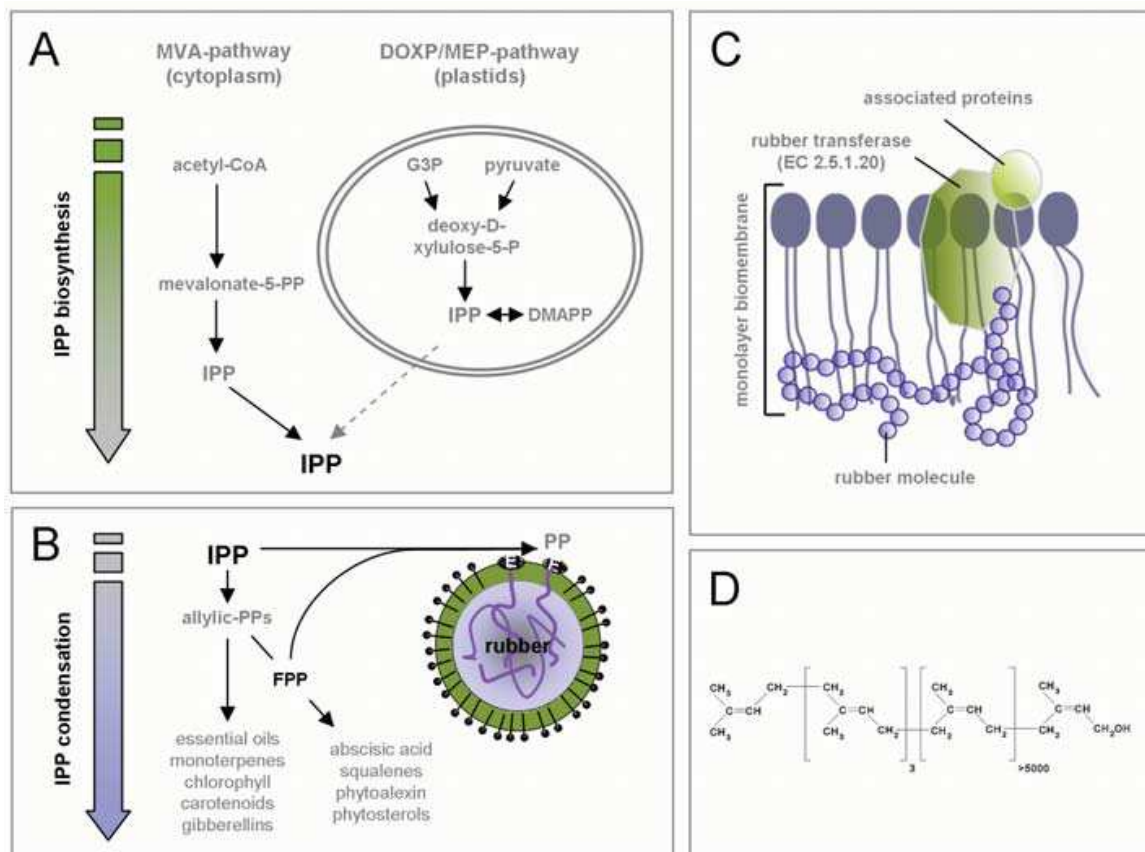 A
MVA-pathway
(cytoplasm)
DOXP/MEP-pathway
(plastids)
IPP biosynthesis
acetyl-CoA
mevalonate-5-PP
IPP
G3P
pyruvate
deoxy-D-
xylulose-5-P
IPP
DMAPP
IPP
B
IPP condensation
IPP
PP
allylic-PPs
FPP
E
E
rubber
essential oils
monoterpenes
chlorophyll
carotenoids
gibberellins
abscisic acid
squalenes
phytoalexin
phytosterols
C
associated proteins
rubber transferase
(EC 2.5.1.20)
monolayer biomembrane
rubber molecule
D
CH₃ CH₂ CH₂ CH₂ CH₃
C=CH C=CH C=CH C=CH
CH₃ CH₃ CH₂ CH₂ CH₂ CH₂ CH₂OH
3
>5000